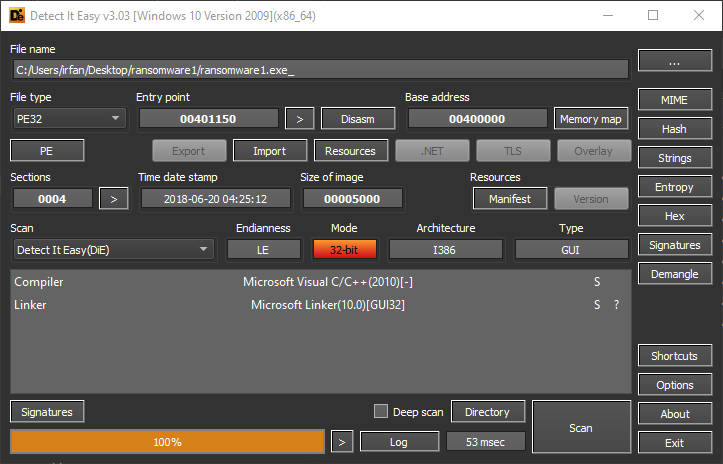 Detect It Easy v3.03 [Windows 10 Version 2009](x86_64)
File name
C:/Users/irfan/Desktop/ransomware1/ransomware1.exe_
...
File type
Entry point
Base address
PE32
00401150
>
Disasm
00400000
Memory map
MIME
PE
Export
Import
Resources
.NET
TLS
Overlay
Hash
Strings
Sections
Time date stamp
Size of image
Resources
0004
>
2018-06-20 04:25:12
00005000
Manifest
Version
Entropy
Hex
Scan
Endianness
Mode
Architecture
Type
Detect It Easy(DiE)
LE
32-bit
I386
GUI
Signatures
Demangle
Compiler Microsoft Visual C/C++(2010)[-] S
Linker Microsoft Linker(10.0)[GUI32] S ?
Shortcuts
Options
Signatures
Deep scan
Directory
Scan
About
100%
>
Log
53 msec
Exit